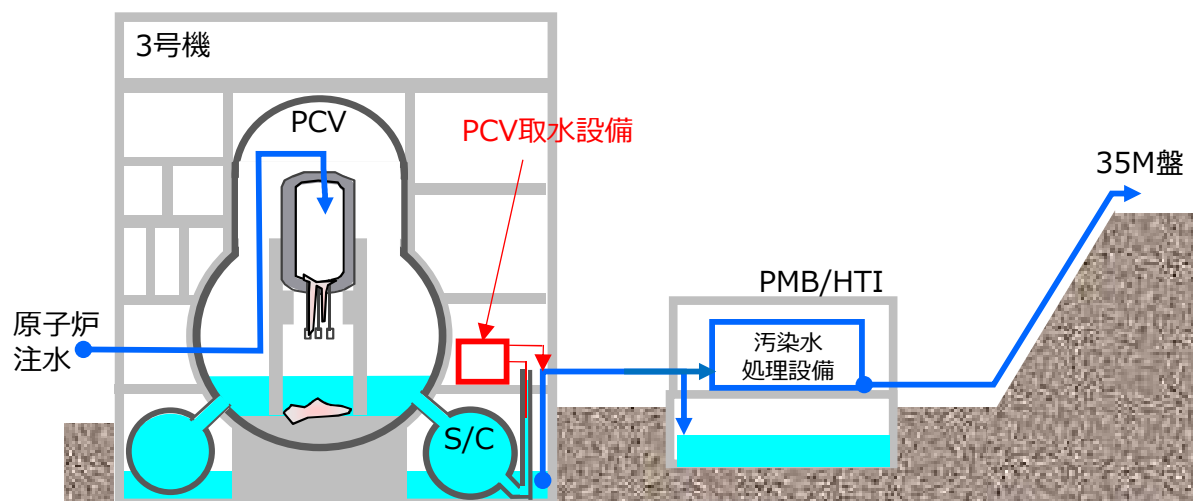 3号機
PCV
PCV取水設備
35M盤
PMB/HTI
原子炉
注水
汚染水
処理設備
S/C